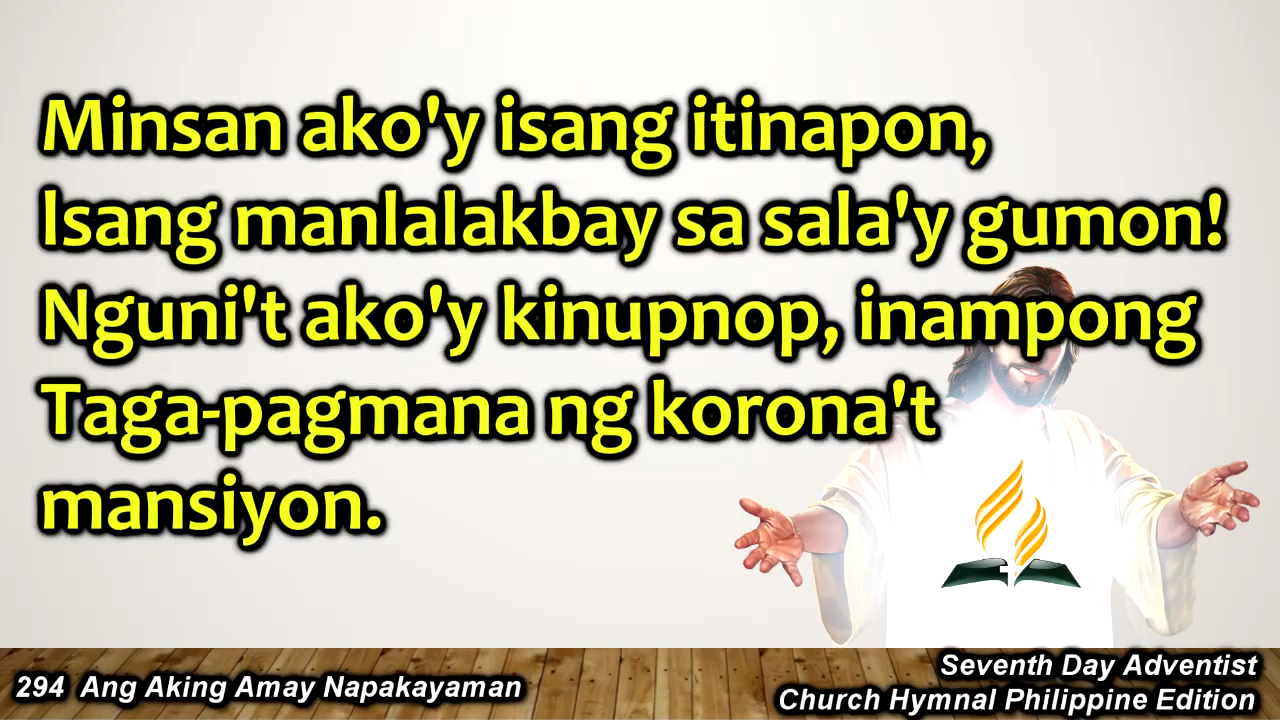 Minsan ako'y isang itinapon,
Isang manlalakbay sa sala'y gumon!
Nguni't ako'y kinupnop, inampong
Taga-pagmana ng korona't
mansiyon.
294 Ang Aking Amay Napakayaman
Seventh Day Adventist
Church Hymnal Philippine Edition